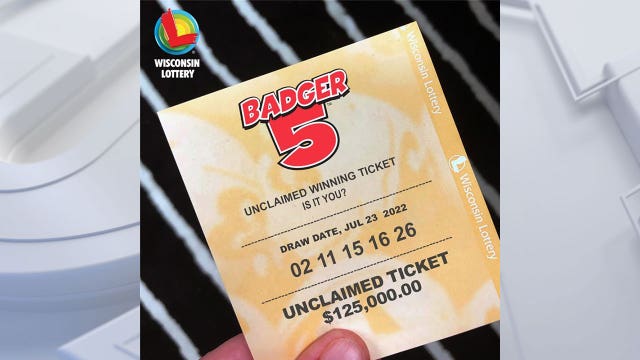 WISCONSIN
LOTTERY
Wisconsin Lottery
BADGER
5
UNCLAIMED WINNING TICKET
IS IT YOU?
DRAW DATE, JUL 23 2022
02 11 15 16 26
UNCLAIMED TICKET
$125,000.00
Wisconsin Lottery